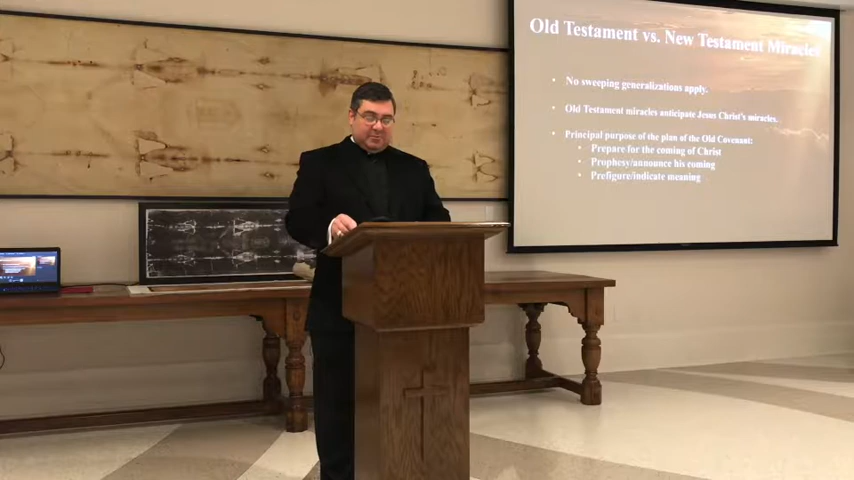 Old Testament vs. New Testament Miracles
• No sweeping generalizations apply.
• Old Testament miracles anticipate Jesus Christ's miracles.
• Principal purpose of the plan of the Old Covenant:
• Prepare for the coming of Christ
• Prophesy/announce his coming
• Prefigure/indicate meaning